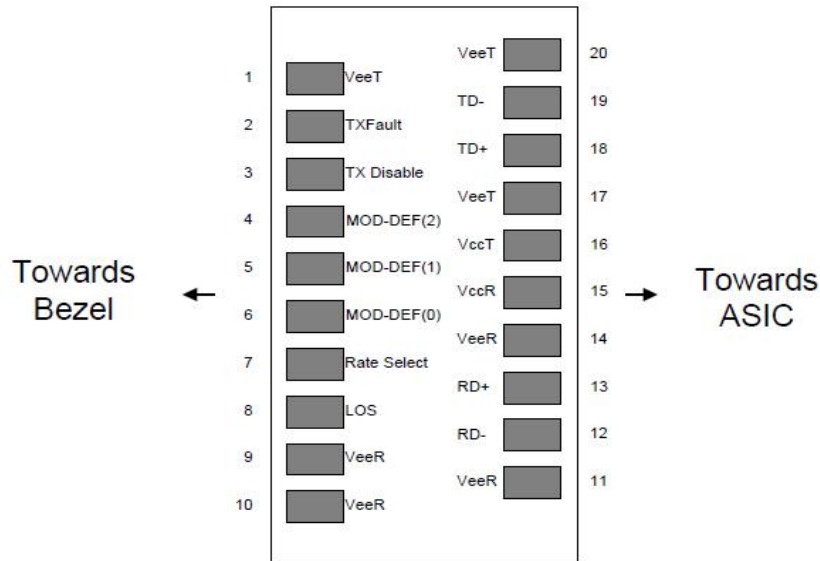 Towards
Bezel
1 VeeT
2 TXFault
3 TX Disable
4 MOD-DEF(2)
5 MOD-DEF(1)
6 MOD-DEF(0)
7 Rate Select
8 LOS
9 VeeR
10 VeeR
VeeT 20
TD- 19
TD+ 18
VeeT 17
VccT 16
VccR 15
VeeR 14
RD+ 13
RD- 12
VeeR 11
Towards
ASIC